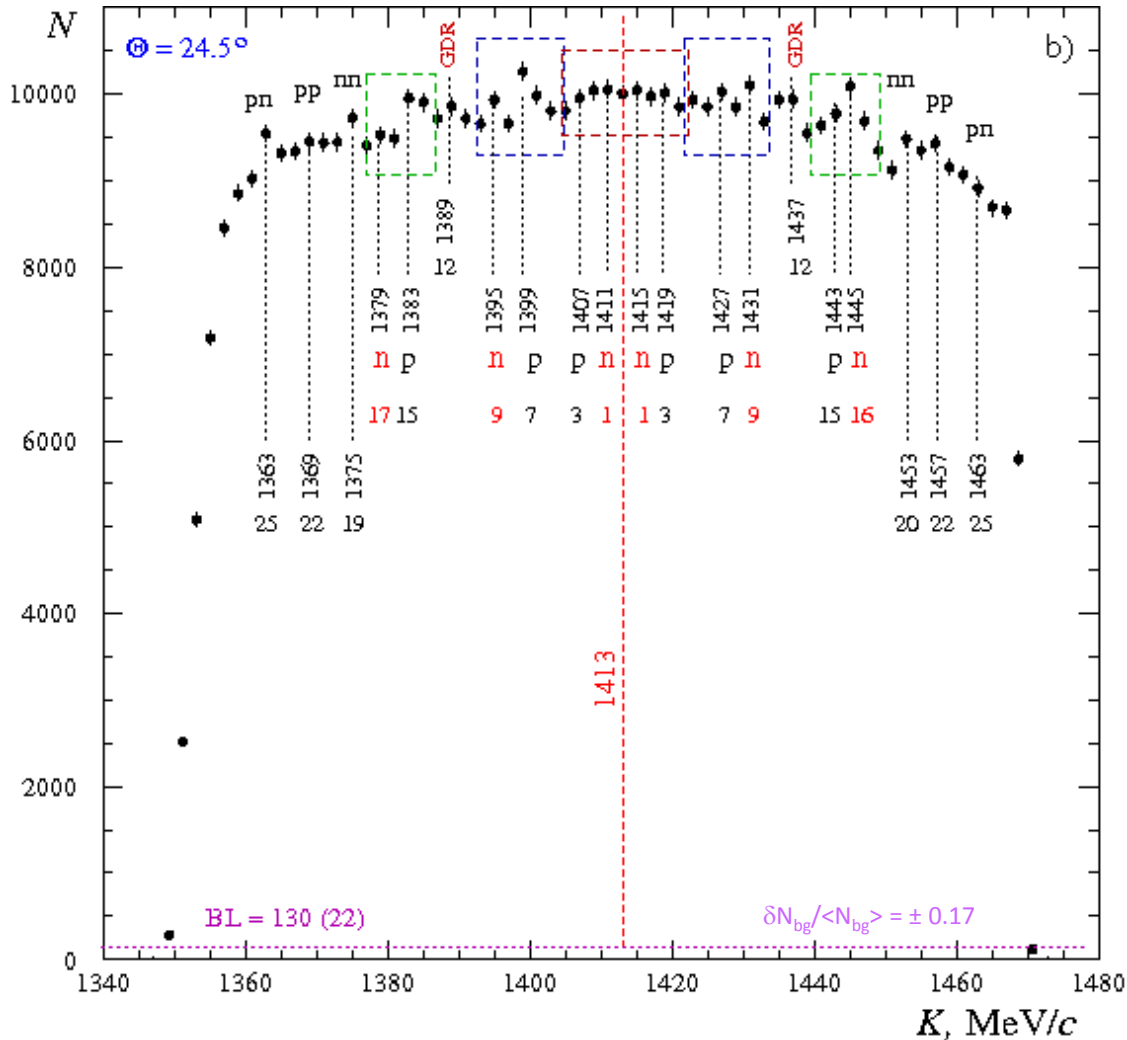 N
Θ = 24.5º
b)
GDR
GDR
pn
pp
nn
nn
pp
pn
10000
8000
6000
4000
2000
0
1389
12
1437
12
1379
1383
1395
1399
1407
1411
1415
1419
1427
1431
1443
1445
n p n p p n n p p n p n
17 15 9 7 3 1 1 3 7 9 15 16
1363
1369
1375
1453
1457
1463
25 22 19 20 22 25
1413
BL = 130 (22)
δN_bg/<N_bg> = ± 0.17
1340 1360 1380 1400 1420 1440 1460 1480
K, MeV/c